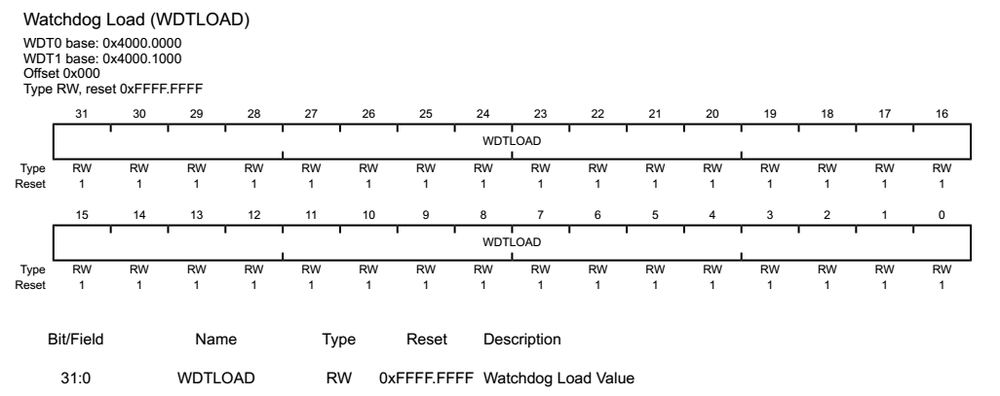 Watchdog Load (WDTLOAD)
WDT0 base: 0x4000.0000
WDT1 base: 0x4000.1000
Offset 0x000
Type RW, reset 0xFFFF.FFFF
31 30 29 28 27 26 25 24 23 22 21 20 19 18 17 16
WDTLOAD
Type RW RW RW RW RW RW RW RW RW RW RW RW RW RW RW RW
Reset 1 1 1 1 1 1 1 1 1 1 1 1 1 1 1 1
15 14 13 12 11 10 9 8 7 6 5 4 3 2 1 0
WDTLOAD
Type RW RW RW RW RW RW RW RW RW RW RW RW RW RW RW RW
Reset 1 1 1 1 1 1 1 1 1 1 1 1 1 1 1 1
Bit/Field Name Type Reset Description
31:0 WDTLOAD RW 0xFFFF.FFFF Watchdog Load Value